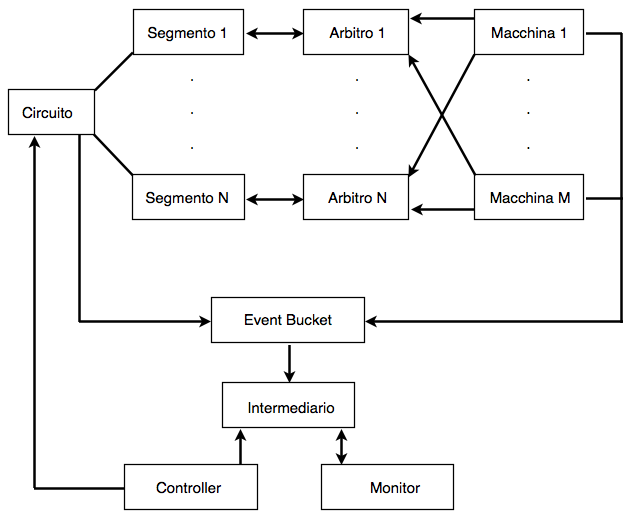 Segmento 1
Arbitro 1
Macchina 1
Circuito
Segmento N
Arbitro N
Macchina M
Event Bucket
Intermediario
Controller
Monitor